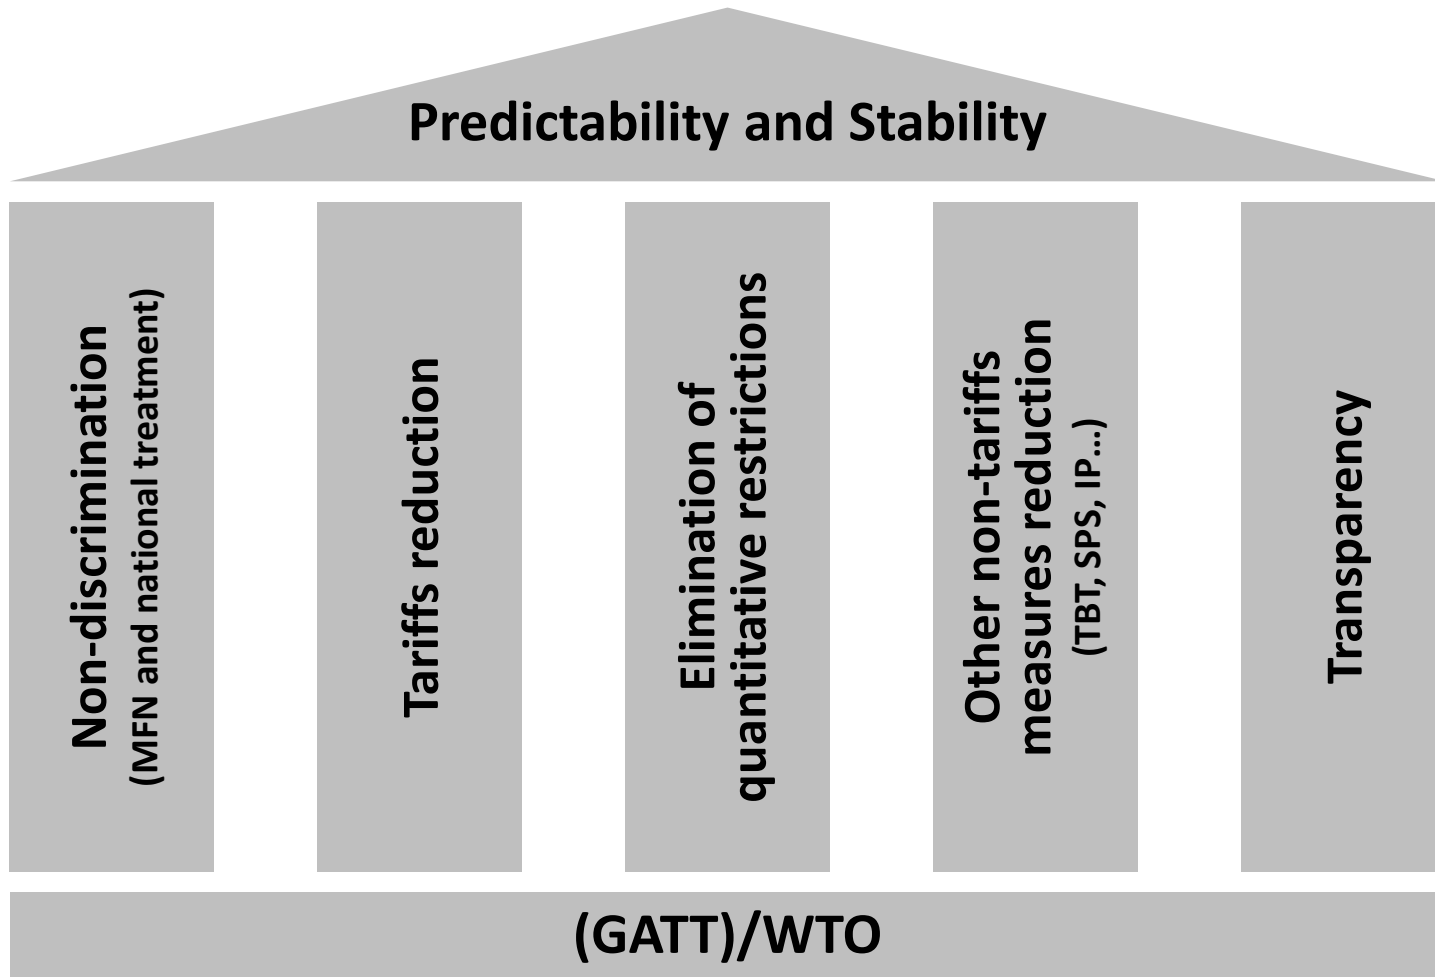 Predictability and Stability
Non-discrimination
(MFN and national treatment)
Tariffs reduction
Elimination of
quantitative restrictions
Other non-tariffs
measures reduction
(TBT, SPS, IP...)
Transparency
(GATT)/WTO